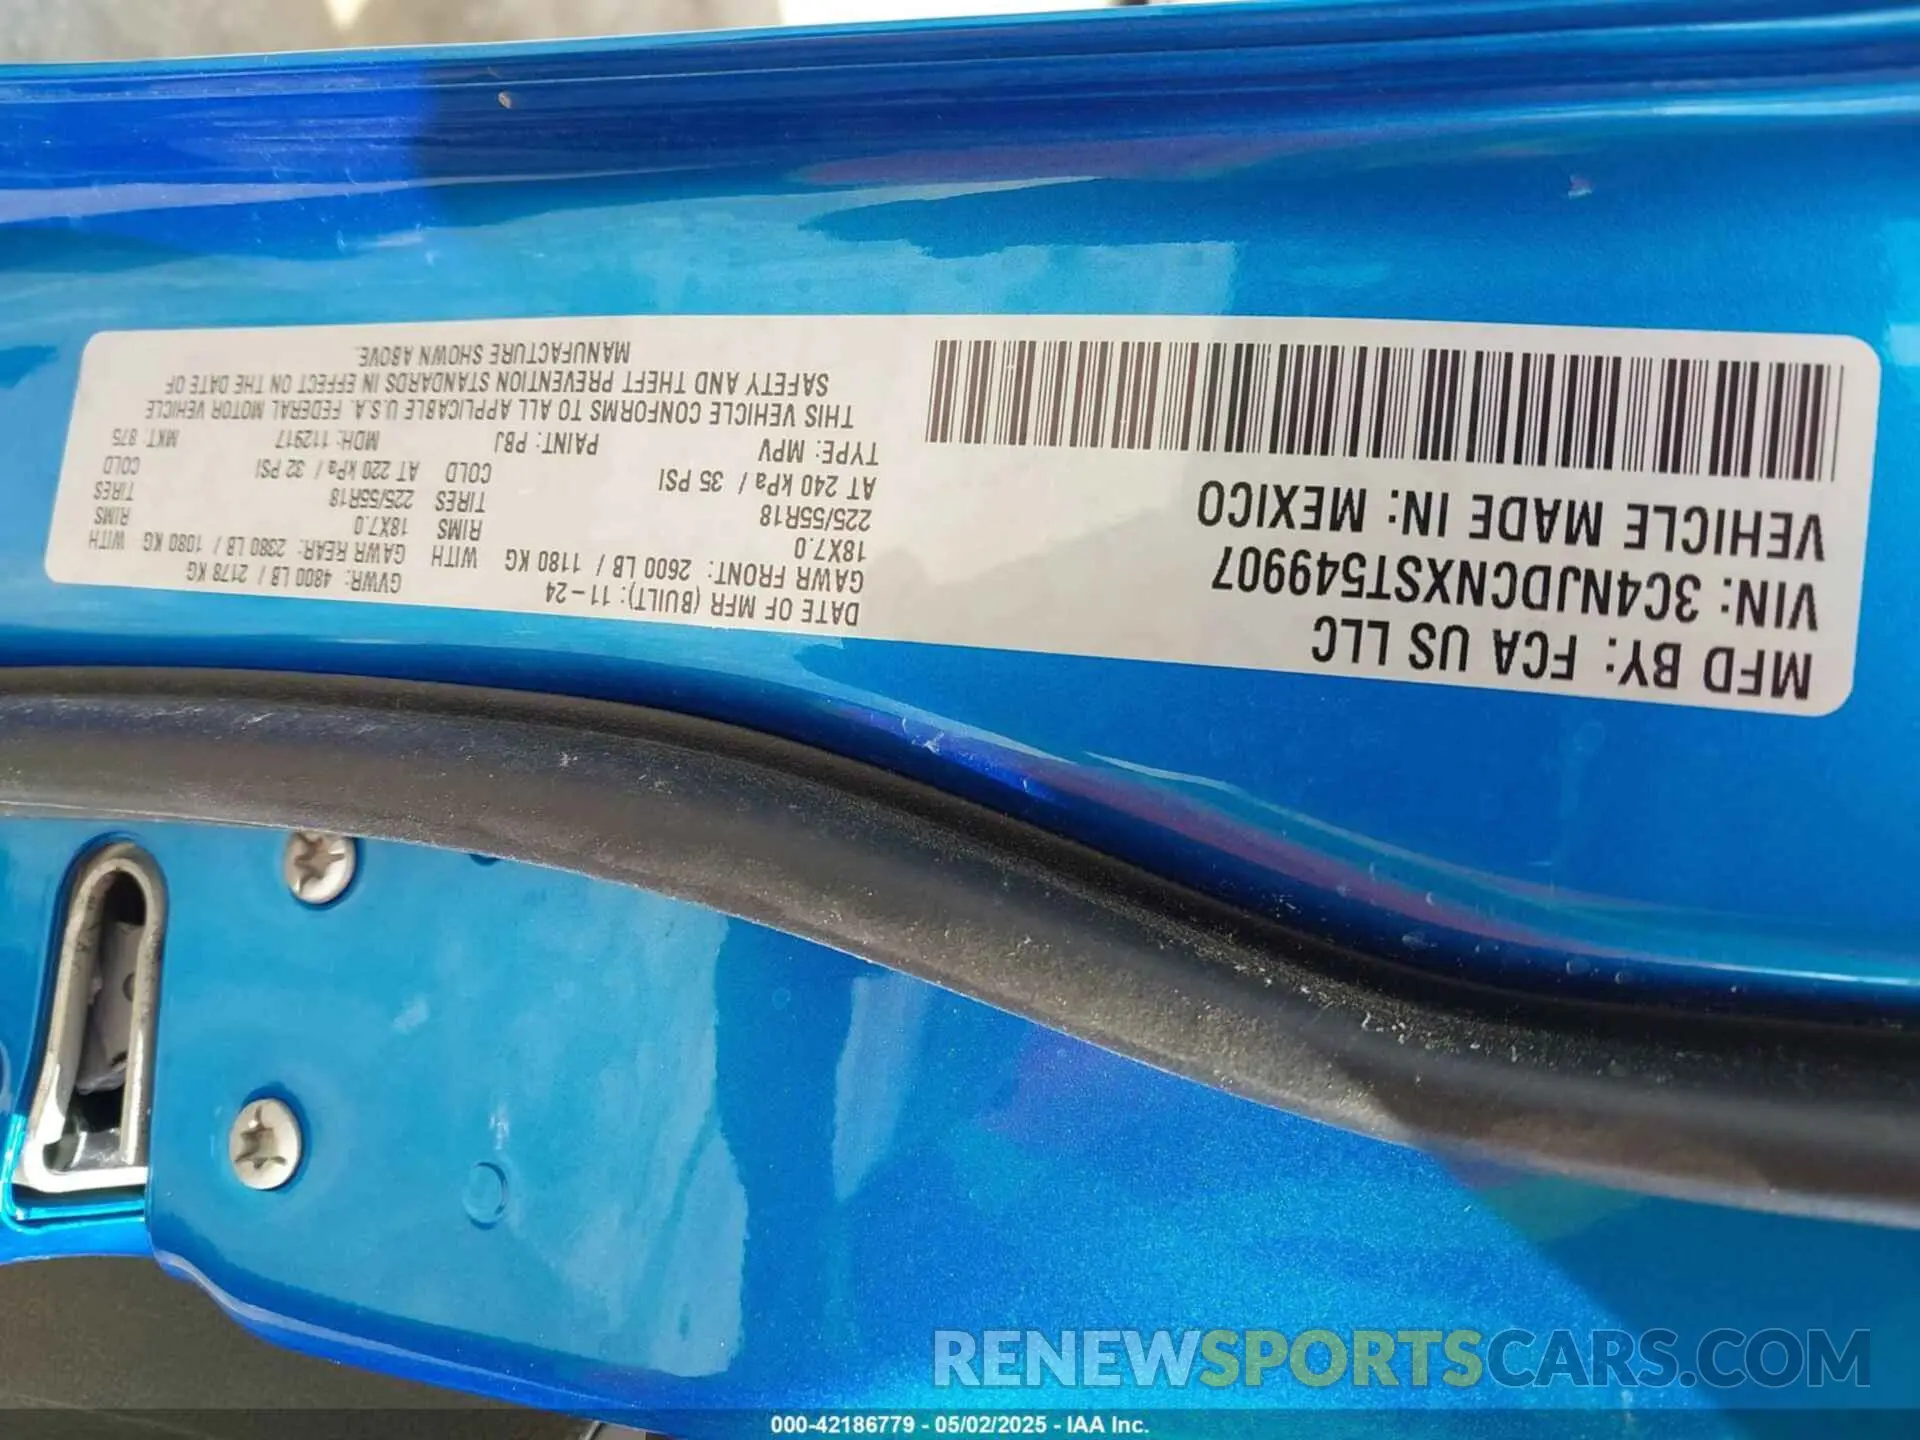 MFD BY: FCA US LLC
VIN: 3C4NJDCNXST549907
VEHICLE MADE IN: MEXICO
DATE OF MFR (BUILT): 11-24
GVWR: 4800 LB / 2178 KG
GAWR FRONT: 2600 LB / 1180 KG WITH
GAWR REAR: 2380 LB / 1080 KG WITH
18X7.0 RIMS
18X7.0 RIMS
225/55R18 TIRES
225/55R18 TIRES
AT 240 kPa / 35 PSI COLD
AT 220 kPa / 32 PSI COLD
TYPE: MPV PAINT: PBJ MDH: 112917 MKT: 875
THIS VEHICLE CONFORMS TO ALL APPLICABLE U.S.A. FEDERAL MOTOR VEHICLE
SAFETY AND THEFT PREVENTION STANDARDS IN EFFECT ON THE DATE OF
MANUFACTURE SHOWN ABOVE.
RENEWSPORTSCARS.COM
000-42186779 - 05/02/2025 - IAA Inc.